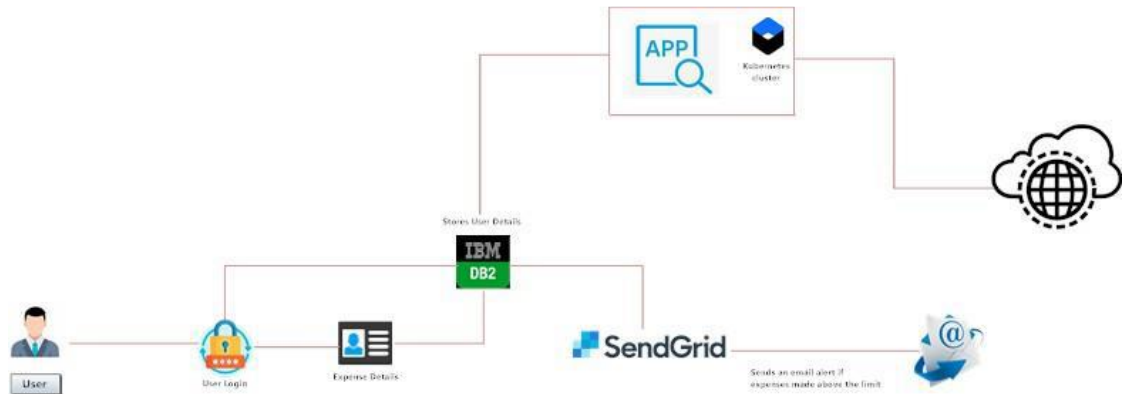 APP
Kubernetes
cluster
Stores User Details
IBM
DB2
User
User Login
Expense Details
SendGrid
Sends an email alert if
expenses made above the limit
@